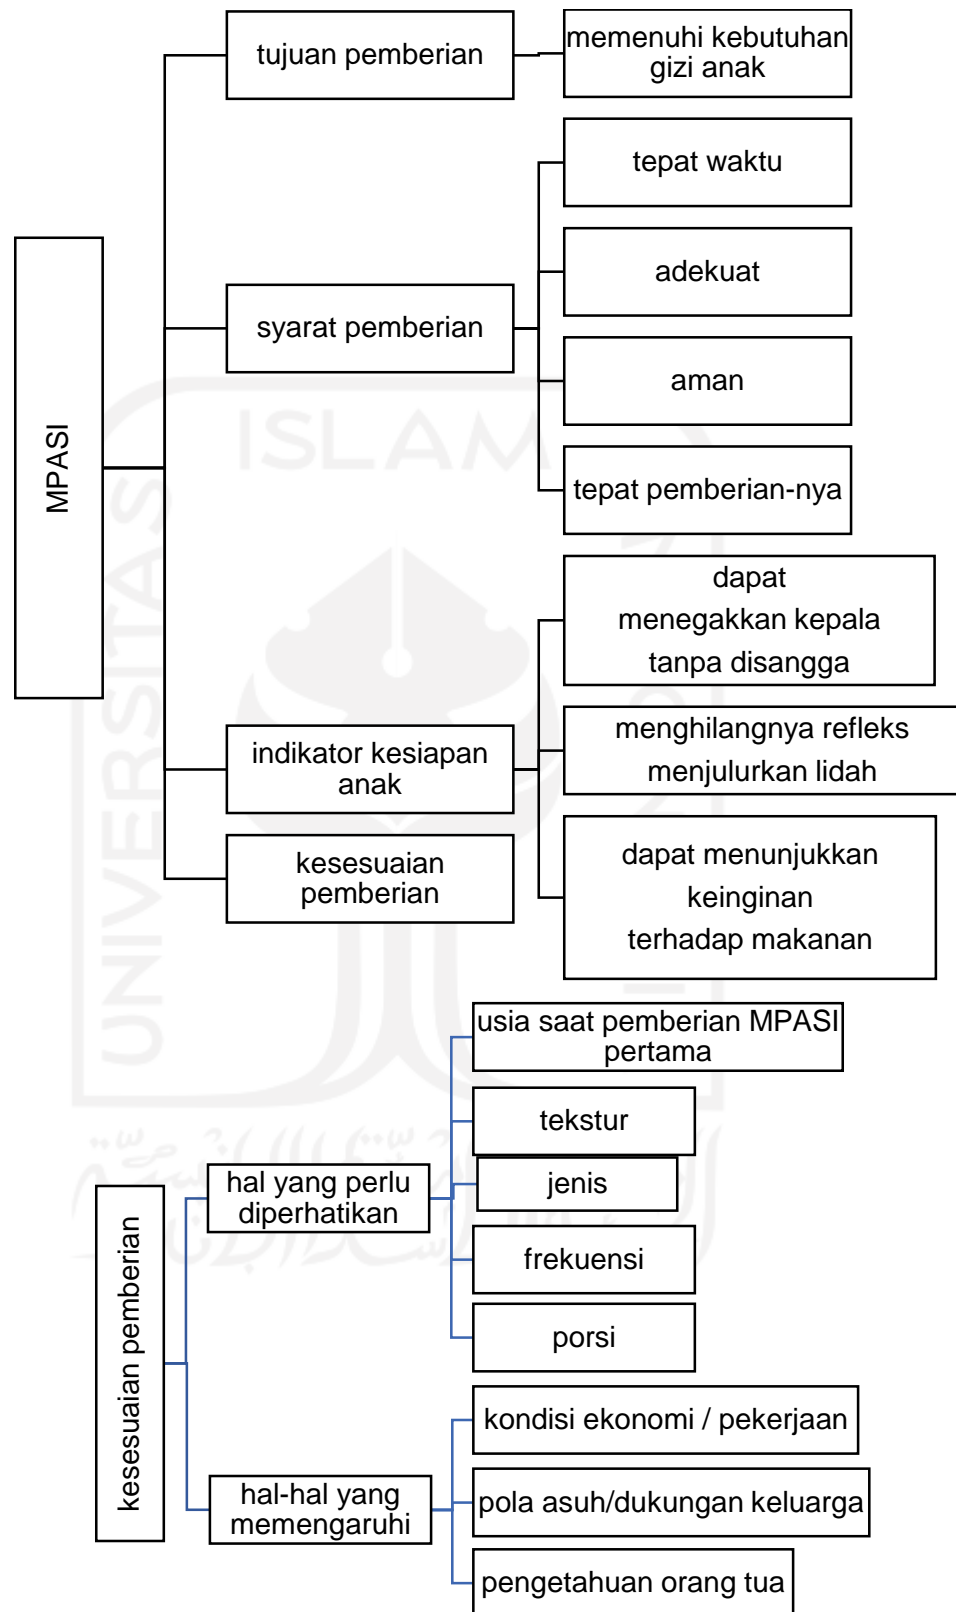 tujuan pemberian
memenuhi kebutuhan
gizi anak
tepat waktu
adekuat
MPASI
syarat pemberian
aman
tepat pemberian-nya
dapat
menegakkan kepala
tanpa disangga
indikator kesiapan
anak
menghilangnya refleks
menjulurkan lidah
kesesuaian
pemberian
dapat menunjukkan
keinginan
terhadap makanan
usia saat pemberian MPASI
pertama
tekstur
hal yang perlu
diperhatikan
jenis
frekuensi
porsi
kesesuaian pemberian
kondisi ekonomi / pekerjaan
hal-hal yang
memengaruhi
pola asuh/dukungan keluarga
pengetahuan orang tua
UNIVERSITAS
ISLAM